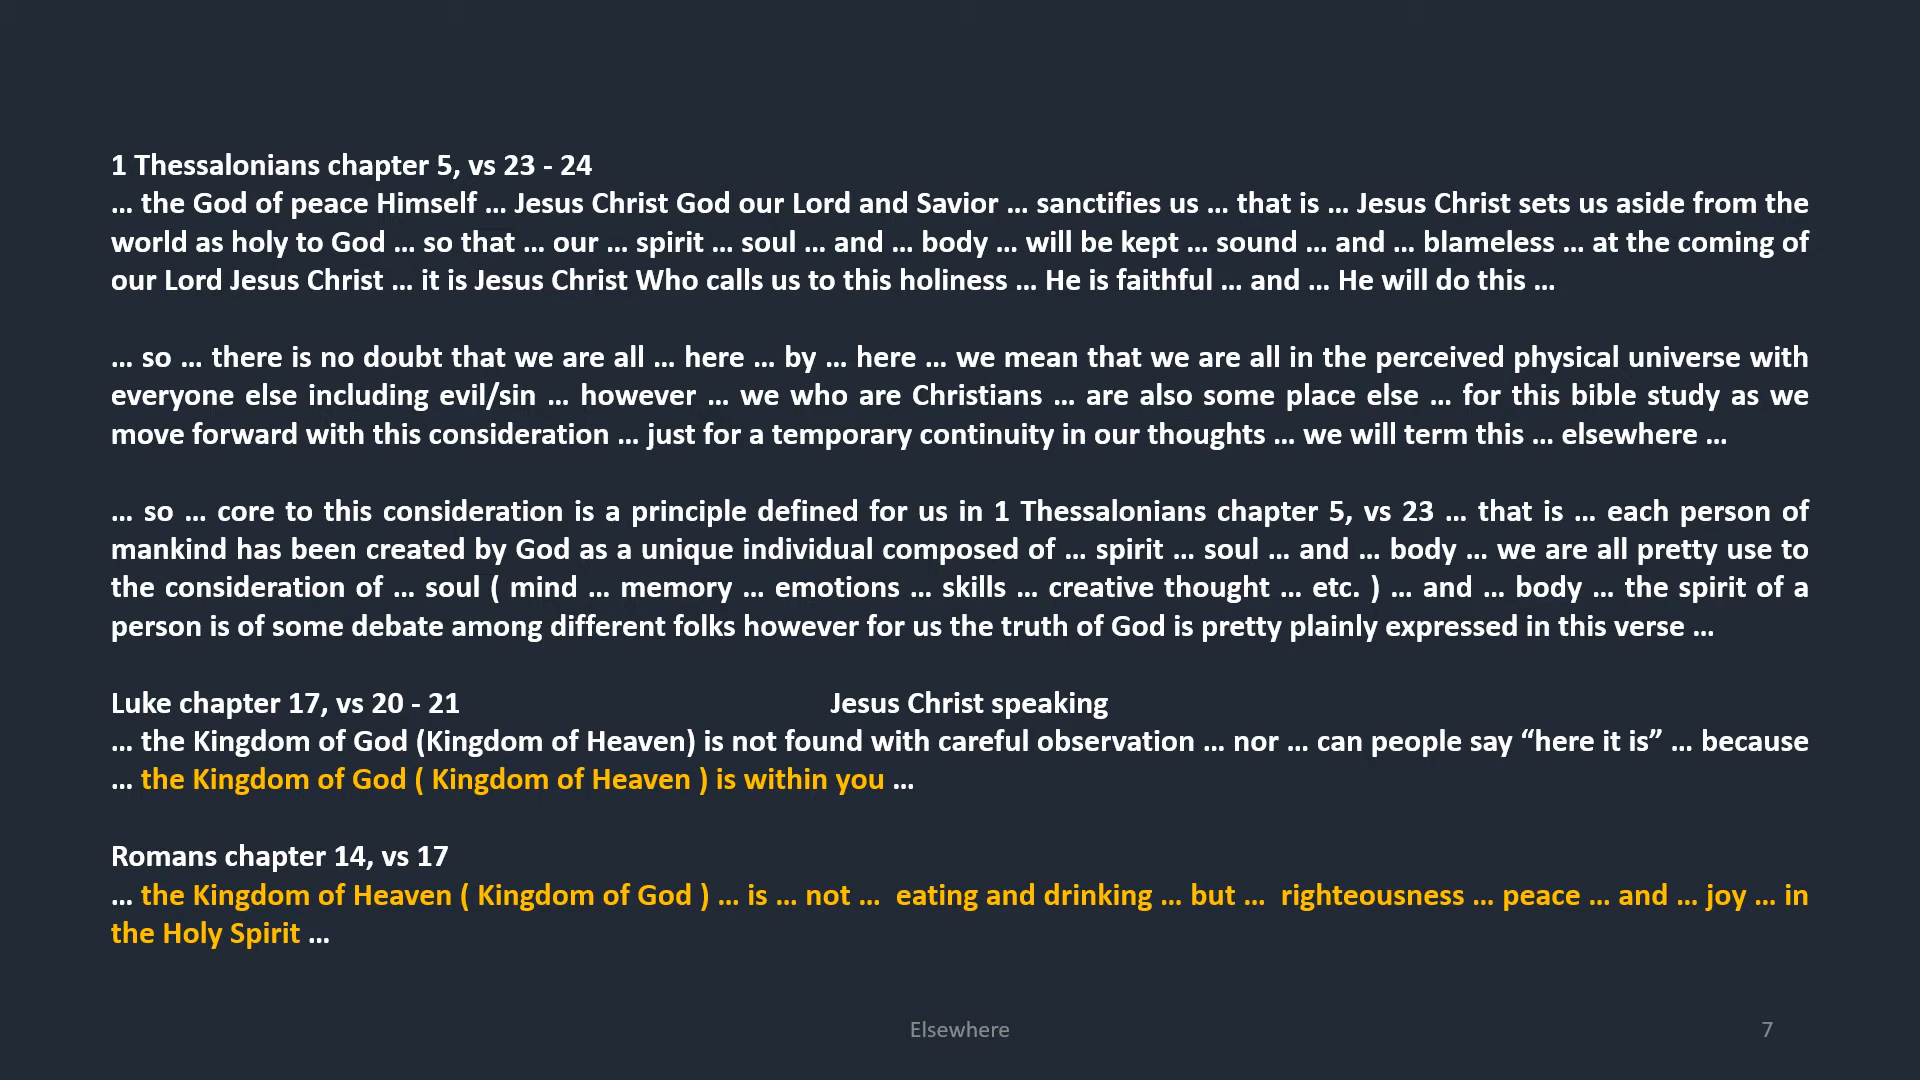 1 Thessalonians chapter 5, vs 23 - 24
... the God of peace Himself ... Jesus Christ God our Lord and Savior ... sanctifies us ... that is ... Jesus Christ sets us aside from the
world as holy to God ... so that ... our ... spirit ... soul ... and ... body ... will be kept ... sound ... and ... blameless ... at the coming of
our Lord Jesus Christ ... it is Jesus Christ Who calls us to this holiness ... He is faithful ... and ... He will do this ...
... so ... there is no doubt that we are all ... here ... by ... here ... we mean that we are all in the perceived physical universe with
everyone else including evil/sin ... however ... we who are Christians ... are also some place else ... for this bible study as we
move forward with this consideration ... just for a temporary continuity in our thoughts ... we will term this ... elsewhere ...
... so ... core to this consideration is a principle defined for us in 1 Thessalonians chapter 5, vs 23 ... that is ... each person of
mankind has been created by God as a unique individual composed of ... spirit ... soul ... and ... body ... we are all pretty use to
the consideration of ... soul ( mind ... memory ... emotions ... skills ... creative thought ... etc. ) ... and ... body ... the spirit of a
person is of some debate among different folks however for us the truth of God is pretty plainly expressed in this verse ...
Luke chapter 17, vs 20 - 21 Jesus Christ speaking
... the Kingdom of God (Kingdom of Heaven) is not found with careful observation ... nor ... can people say “here it is” ... because
... the Kingdom of God ( Kingdom of Heaven ) is within you ...
Romans chapter 14, vs 17
... the Kingdom of Heaven ( Kingdom of God ) ... is ... not ... eating and drinking ... but ... righteousness ... peace ... and ... joy ... in
the Holy Spirit ...
Elsewhere 7